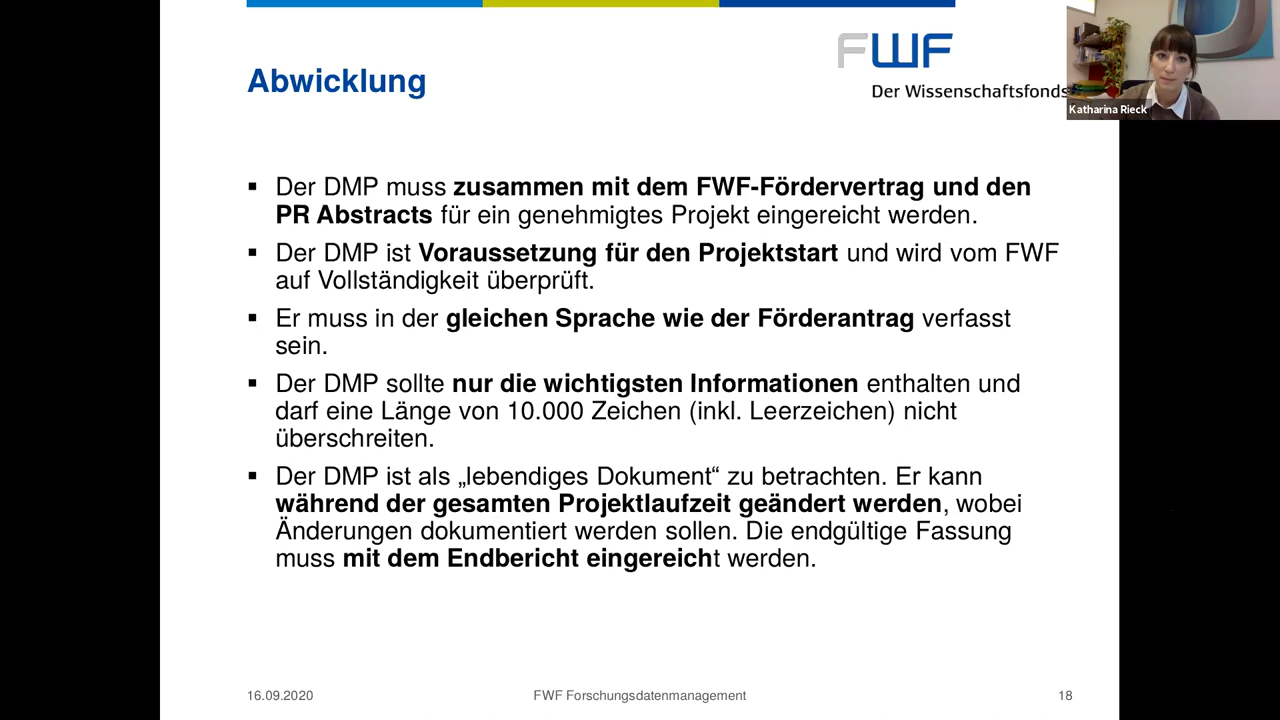 FWF
Abwicklung
Der Wissenschaftsfonds
Katharina Rieck
▪ Der DMP muss zusammen mit dem FWF-Fördervertrag und den
PR Abstracts für ein genehmigtes Projekt eingereicht werden.
▪ Der DMP ist Voraussetzung für den Projektstart und wird vom FWF
auf Vollständigkeit überprüft.
▪ Er muss in der gleichen Sprache wie der Förderantrag verfasst
sein.
▪ Der DMP sollte nur die wichtigsten Informationen enthalten und
darf eine Länge von 10.000 Zeichen (inkl. Leerzeichen) nicht
überschreiten.
▪ Der DMP ist als „lebendiges Dokument“ zu betrachten. Er kann
während der gesamten Projektlaufzeit geändert werden, wobei
Änderungen dokumentiert werden sollen. Die endgültige Fassung
muss mit dem Endbericht eingereicht werden.
16.09.2020
FWF Forschungsdatenmanagement
18